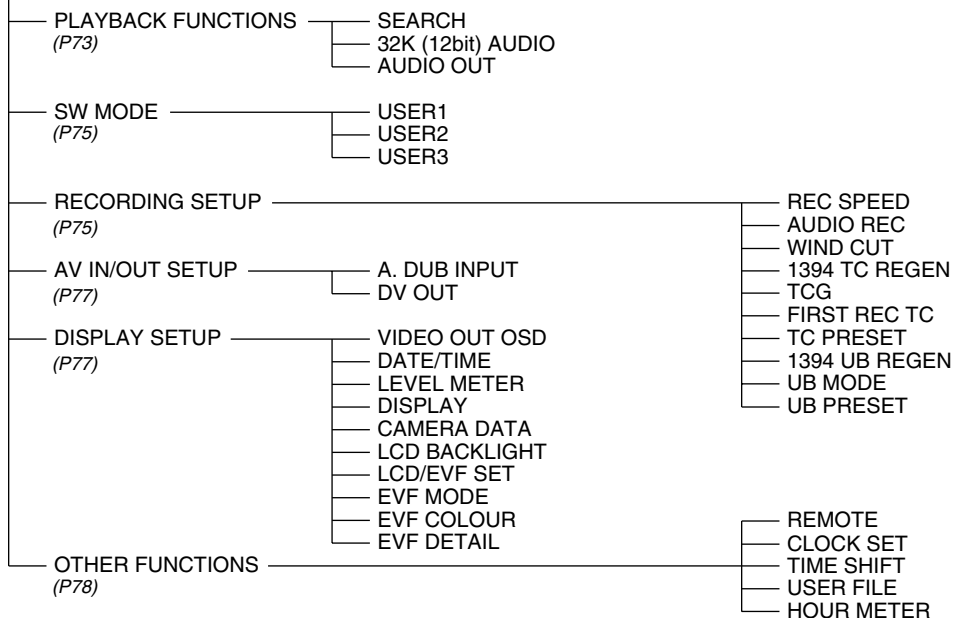 PLAYBACK FUNCTIONS
(P73)
SEARCH
32K (12bit) AUDIO
AUDIO OUT
SW MODE
(P75)
USER1
USER2
USER3
RECORDING SETUP
(P75)
REC SPEED
AUDIO REC
WIND CUT
1394 TC REGEN
TCG
FIRST REC TC
TC PRESET
1394 UB REGEN
UB MODE
UB PRESET
AV IN/OUT SETUP
(P77)
A. DUB INPUT
DV OUT
DISPLAY SETUP
(P77)
VIDEO OUT OSD
DATE/TIME
LEVEL METER
DISPLAY
CAMERA DATA
LCD BACKLIGHT
LCD/EVF SET
EVF MODE
EVF COLOUR
EVF DETAIL
OTHER FUNCTIONS
(P78)
REMOTE
CLOCK SET
TIME SHIFT
USER FILE
HOUR METER